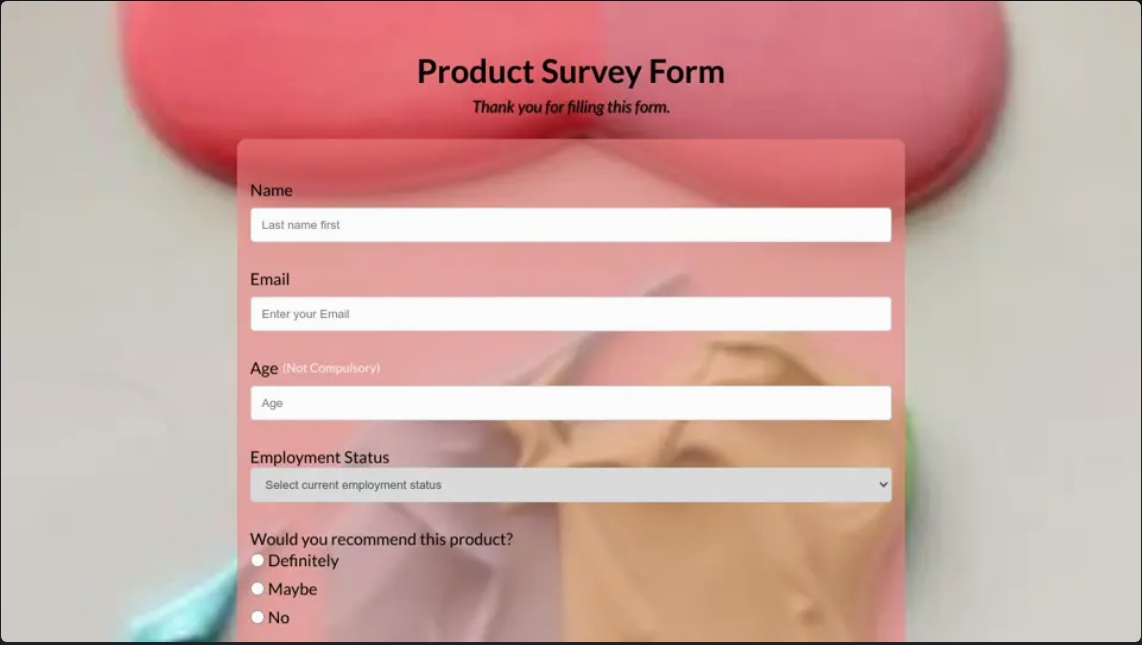 Product Survey Form
Thank you for filling this form.
Name
Last name first
Email
Enter your Email
Age (Not Compulsory)
Age
Employment Status
Select current employment status
Would you recommend this product?
Definitely
Maybe
No